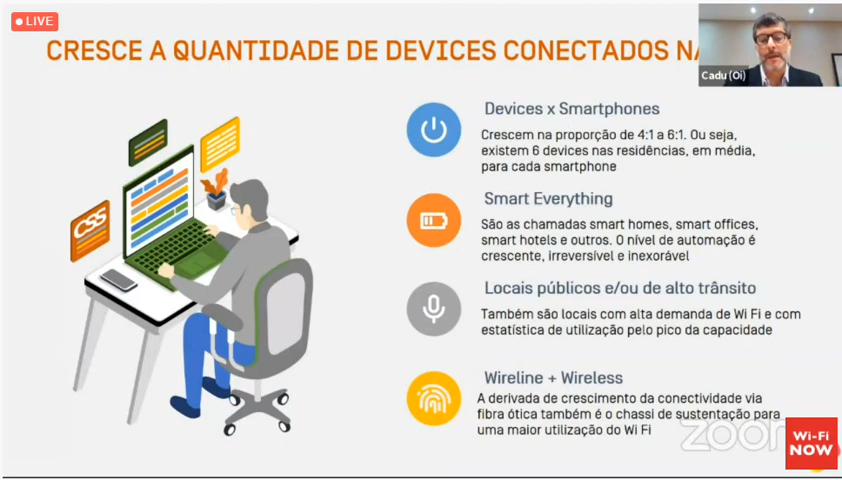 LIVE
CRESCE A QUANTIDADE DE DEVICES CONECTADOS
Cadu (Oi)
CSS
Devices x Smartphones
Crescem na proporção de 4:1 a 6:1. Ou seja,
existem 6 devices nas residências, em média,
para cada smartphone
Smart Everything
São as chamadas smart homes, smart offices,
smart hotels e outros. O nível de automação é
crescente, irreversível e inexorável
Locais públicos e/ou de alto trânsito
Também são locais com alta demanda de Wi Fi e com
estatística de utilização pelo pico da capacidade
Wireline + Wireless
A derivada de crescimento da conectividade via
fibra ótica também é o chassi de sustentação para
uma maior utilização do Wi Fi
zoom
Wi-Fi
NOW